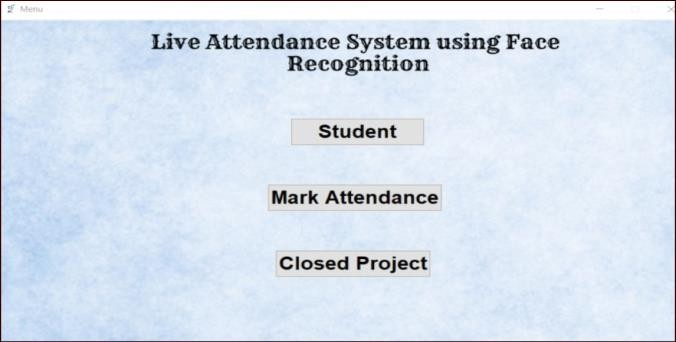 Menu
Live Attendance System using Face
Recognition
Student
Mark Attendance
Closed Project